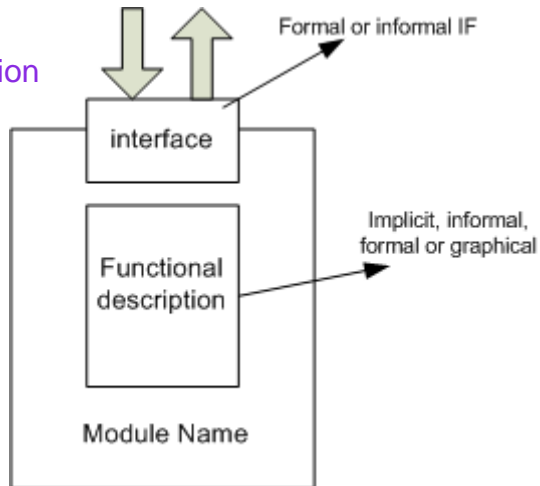 Formal or informal IF
ion
interface
Implicit, informal,
formal or graphical
Functional
description
Module Name